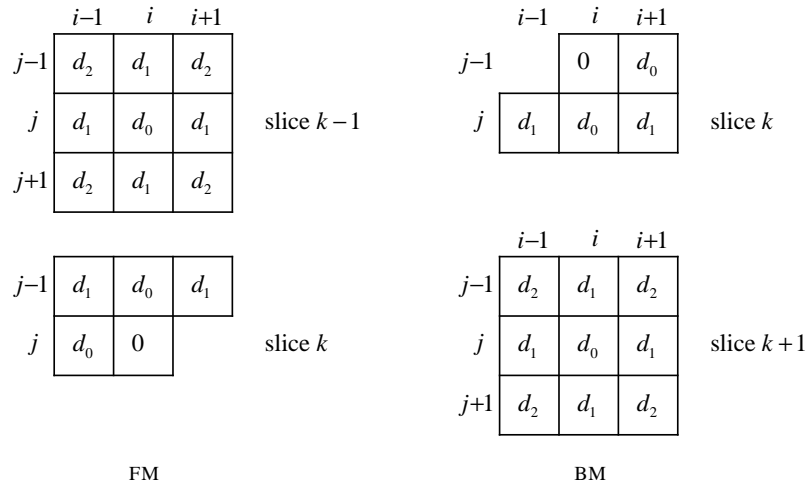 i−1 i i+1
j−1 d₂ d₁ d₂
j d₁ d₀ d₁ slice k−1
j+1 d₂ d₁ d₂
j−1 d₁ d₀ d₁
j d₀ 0 slice k
FM
i−1 i i+1
j−1 0 d₀
j d₁ d₀ d₁ slice k
i−1 i i+1
j−1 d₂ d₁ d₂
j d₁ d₀ d₁ slice k+1
j+1 d₂ d₁ d₂
BM